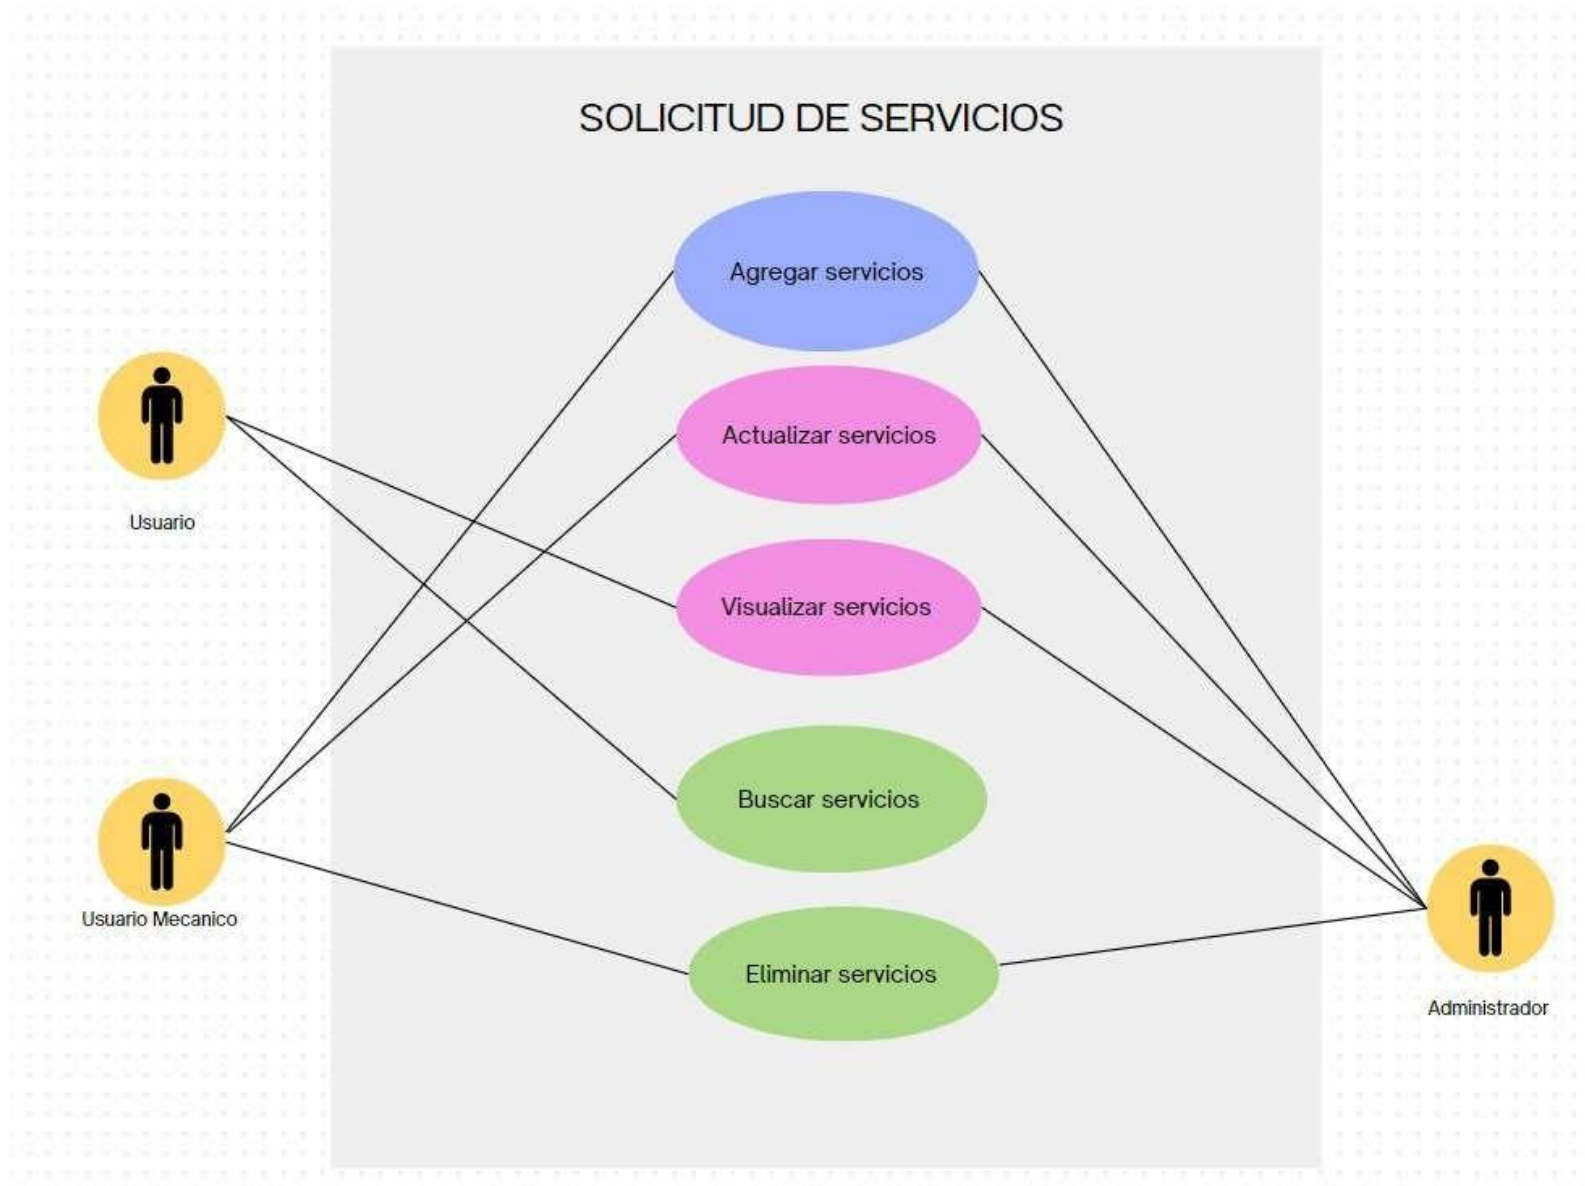 SOLICITUD DE SERVICIOS
Agregar servicios
Actualizar servicios
Usuario
Visualizar servicios
Buscar servicios
Usuario Mecanico
Eliminar servicios
Administrador